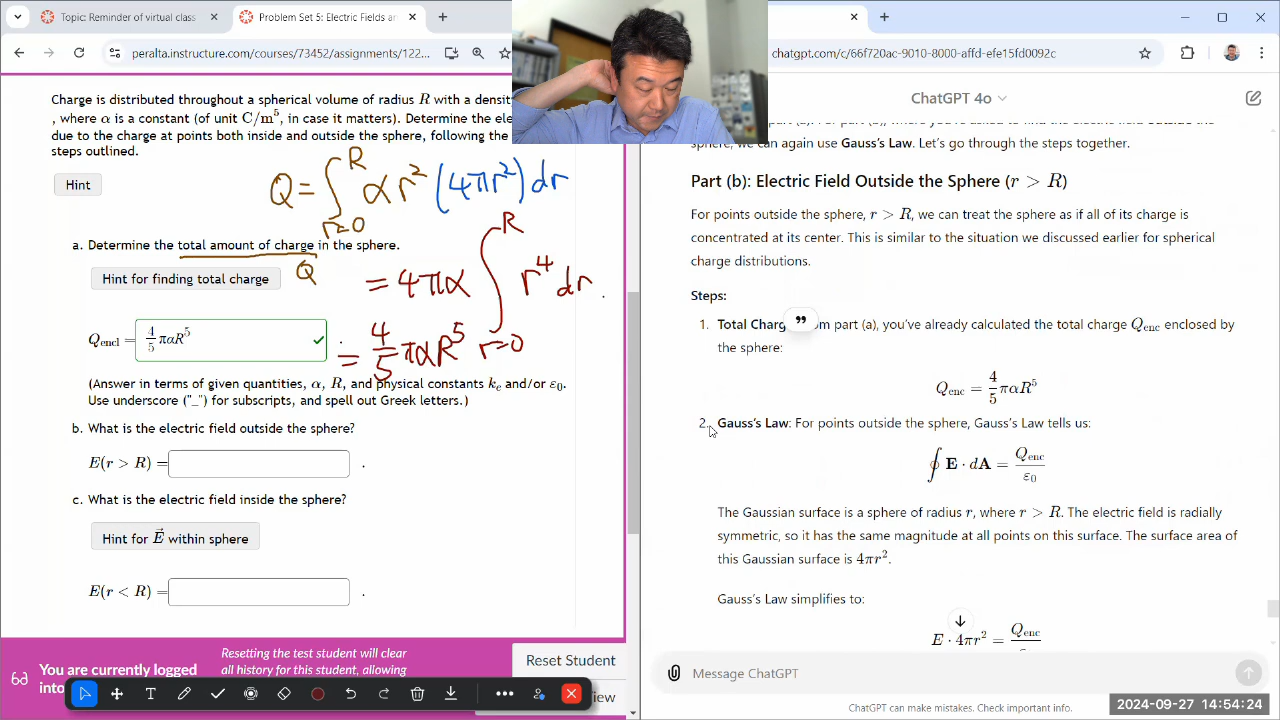 Topic: Reminder of virtual class
Problem Set 5: Electric Fields an
peralta.instructure.com/courses/73452/assignments/122...
chatgpt.com/c/66f720ac-9010-8000-affd-efe15fd0092c
Charge is distributed throughout a spherical volume of radius R with a densit
, where α is a constant (of unit C/m⁵, in case it matters). Determine the ele
due to the charge at points both inside and outside the sphere, following the
steps outlined.
Hint
Q = ∫_{r=0}^{R} αr² (4πr²) dr
a. Determine the total amount of charge in the sphere.
Q
Hint for finding total charge
= 4πα ∫_{r=0}^{R} r⁴ dr
Q_encl = 4/5 παR⁵
= 4/5 παR⁵
(Answer in terms of given quantities, α, R, and physical constants k_e and/or ε₀.
Use underscore ("_") for subscripts, and spell out Greek letters.)
b. What is the electric field outside the sphere?
E(r > R) = .
c. What is the electric field inside the sphere?
Hint for E⃗ within sphere
E(r < R) = .
You are currently logged
into
Resetting the test student will clear
all history for this student, allowing
Reset Student
iew
ChatGPT 4o
sphere, we can again use Gauss's Law. Let's go through the steps together.
Part (b): Electric Field Outside the Sphere (r > R)
For points outside the sphere, r > R, we can treat the sphere as if all of its charge is
concentrated at its center. This is similar to the situation we discussed earlier for spherical
charge distributions.
Steps:
1. Total Charg om part (a), you've already calculated the total charge Q_enc enclosed by
the sphere:
Q_enc = 4/5 παR⁵
2. Gauss's Law: For points outside the sphere, Gauss's Law tells us:
∮ E · dA = Q_enc/ε₀
The Gaussian surface is a sphere of radius r, where r > R. The electric field is radially
symmetric, so it has the same magnitude at all points on this surface. The surface area of
this Gaussian surface is 4πr².
Gauss's Law simplifies to:
E · 4πr² = Q_enc
Message ChatGPT
ChatGPT can make mistakes. Check important info.
2024-09-27 14:54:24